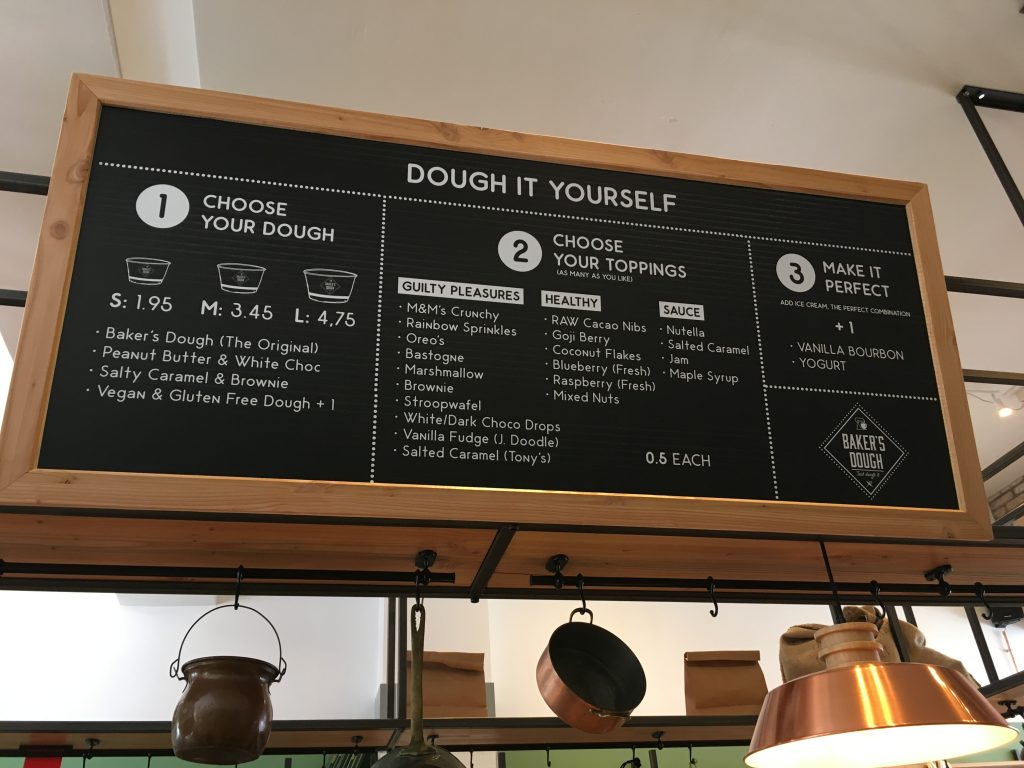 DOUGH IT YOURSELF
1 CHOOSE
YOUR DOUGH
S: 1.95 M: 3.45 L: 4,75
· Baker's Dough (The Original)
· Peanut Butter & White Choc
· Salty Caramel & Brownie
· Vegan & Gluten Free Dough + 1
2 CHOOSE
YOUR TOPPINGS
(AS MANY AS YOU LIKE)
GUILTY PLEASURES
· M&M's Crunchy
· Rainbow Sprinkles
· Oreo's
· Bastogne
· Marshmallow
· Brownie
· Stroopwafel
· White/Dark Choco Drops
· Vanilla Fudge (J. Doodle)
· Salted Caramel (Tony's)
HEALTHY
· RAW Cacao Nibs
· Goji Berry
· Coconut Flakes
· Blueberry (Fresh)
· Raspberry (Fresh)
· Mixed Nuts
SAUCE
· Nutella
· Salted Caramel
· Jam
· Maple Syrup
0.5 EACH
3 MAKE IT
PERFECT
ADD ICE CREAM, THE PERFECT COMBINATION
+ 1
· VANILLA BOURBON
· YOGURT
BAKER'S
DOUGH
Just dough it